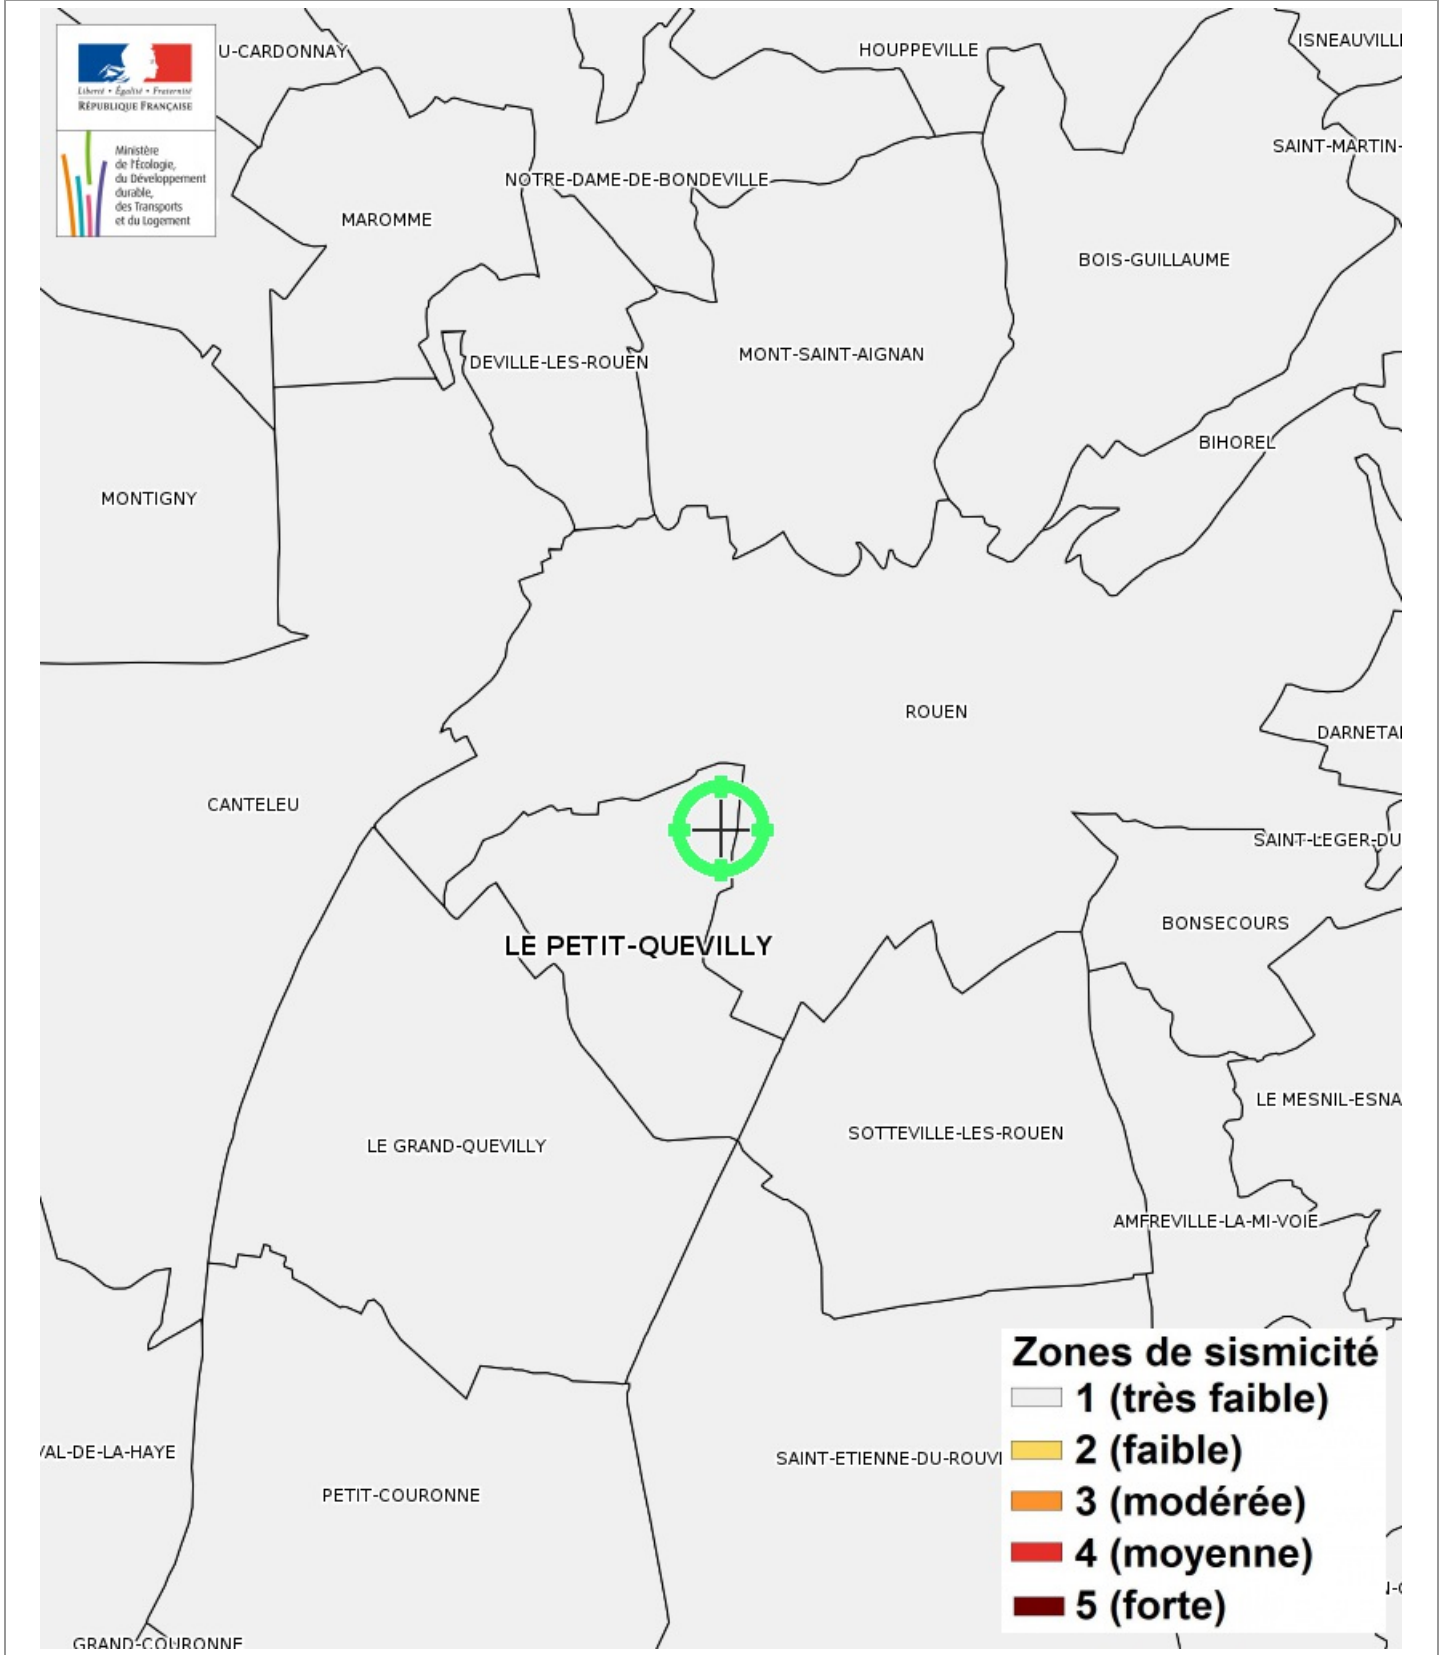 U-CARDONNAY
HOUPPEVILLE
ISNEAUVILL
Liberté • Égalité • Fraternité
RÉPUBLIQUE FRANÇAISE
Ministère
de l'Écologie,
du Développement
durable,
des Transports
et du Logement
SAINT-MARTIN-
NOTRE-DAME-DE-BONDEVILLE
MAROMME
BOIS-GUILLAUME
MONT-SAINT-AIGNAN
DEVILLE-LES-ROUEN
BIHOREL
MONTIGNY
ROUEN
DARNETA
CANTELEU
SAINT-LEGER-DU
BONSECOURS
LE PETIT-QUEVILLY
LE MESNIL-ESNA
SOTTEVILLE-LES-ROUEN
LE GRAND-QUEVILLY
AMFREVILLE-LA-MI-VOIE
Zones de sismicité
1 (très faible)
2 (faible)
3 (modérée)
4 (moyenne)
5 (forte)
VAL-DE-LA-HAYE
SAINT-ETIENNE-DU-ROUV
PETIT-COURONNE
GRAND-COURONNE